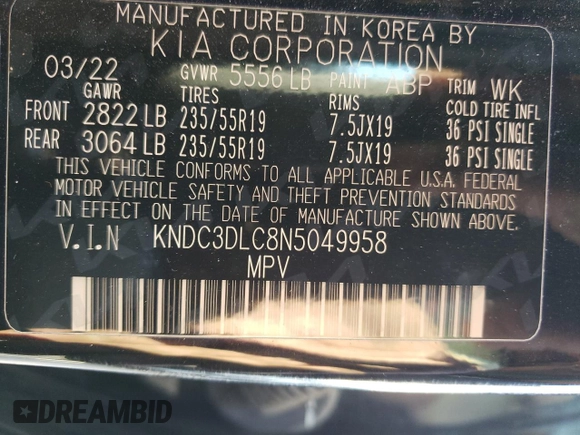 MANUFACTURED IN KOREA BY
KIA CORPORATION
03/22 GVWR 5556 LB PAINT ABP TRIM WK
GAWR TIRES RIMS COLD TIRE INFL
FRONT 2822 LB 235/55R19 7.5JX19 36 PSI SINGLE
REAR 3064 LB 235/55R19 7.5JX19 36 PSI SINGLE
THIS VEHICLE CONFORMS TO ALL APPLICABLE U.S.A. FEDERAL
MOTOR VEHICLE SAFETY AND THEFT PREVENTION STANDARDS
IN EFFECT ON THE DATE OF MANUFACTURE SHOWN ABOVE.
V.I.N KNDC3DLC8N5049958
MPV
DREAMBID